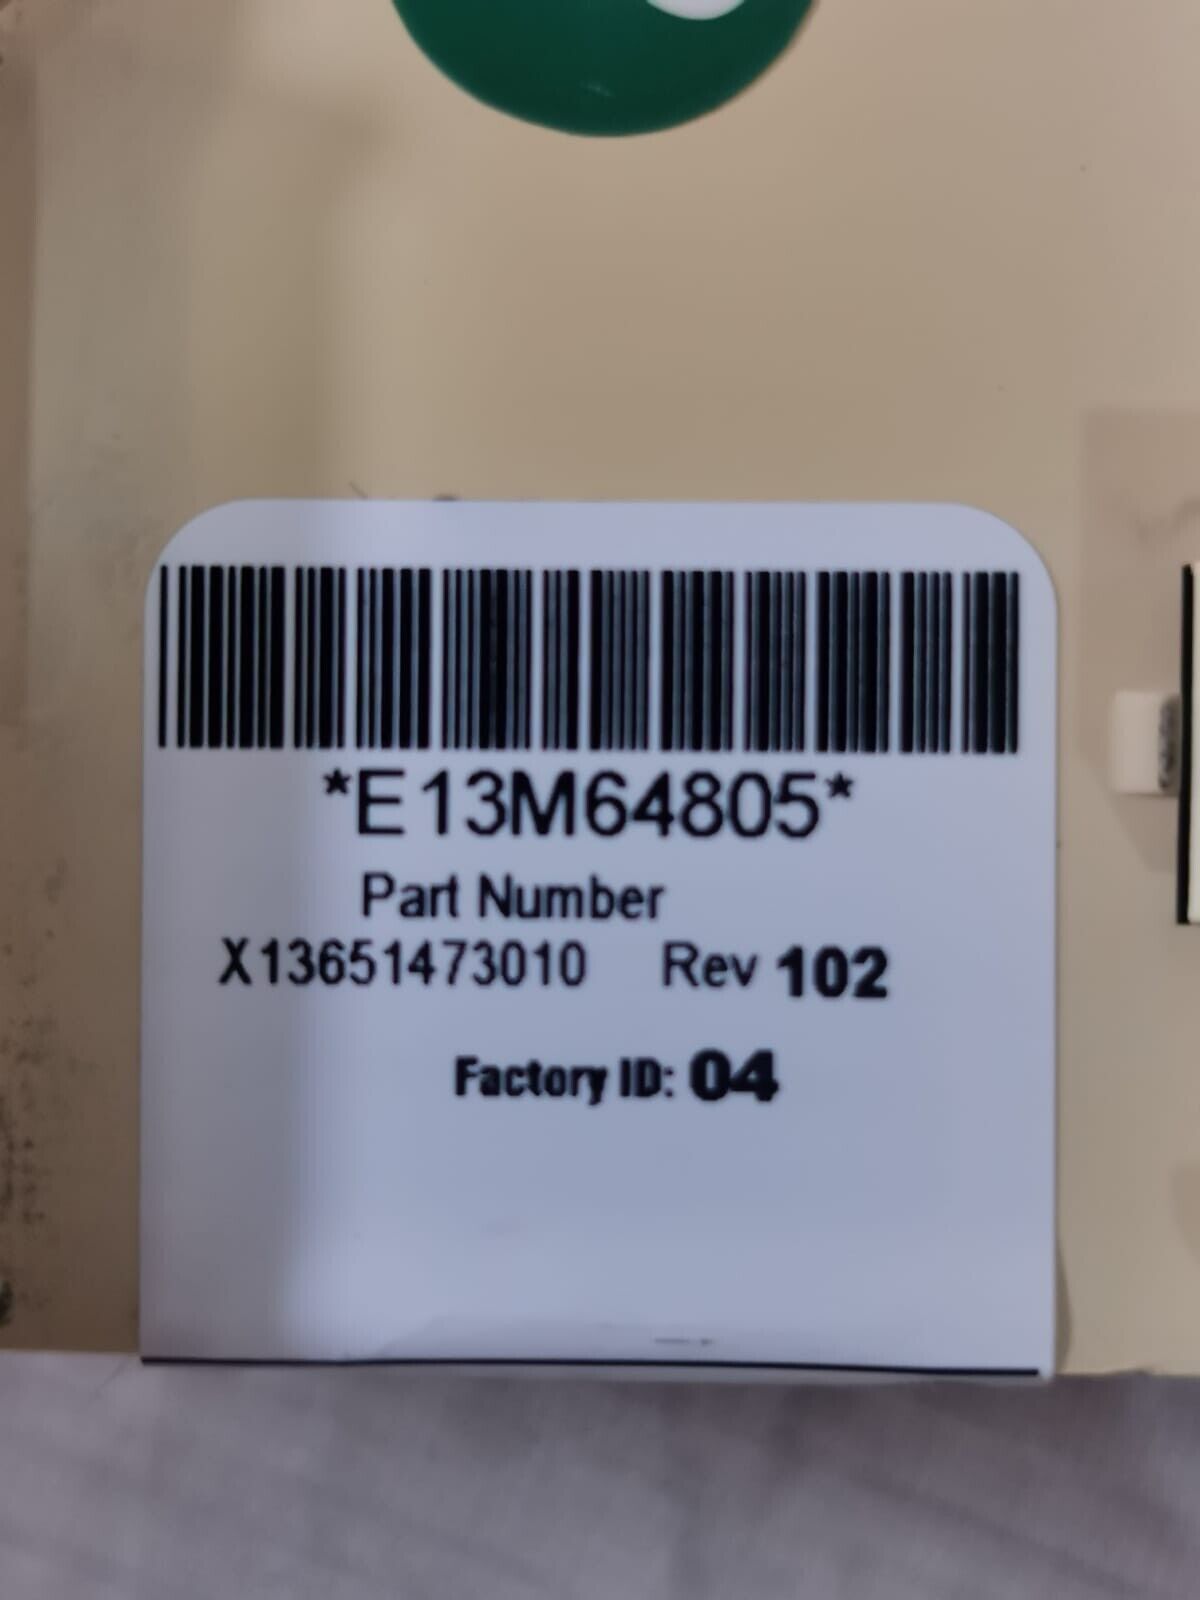 *E13M64805*
Part Number
X13651473010 Rev 102
Factory ID: 04